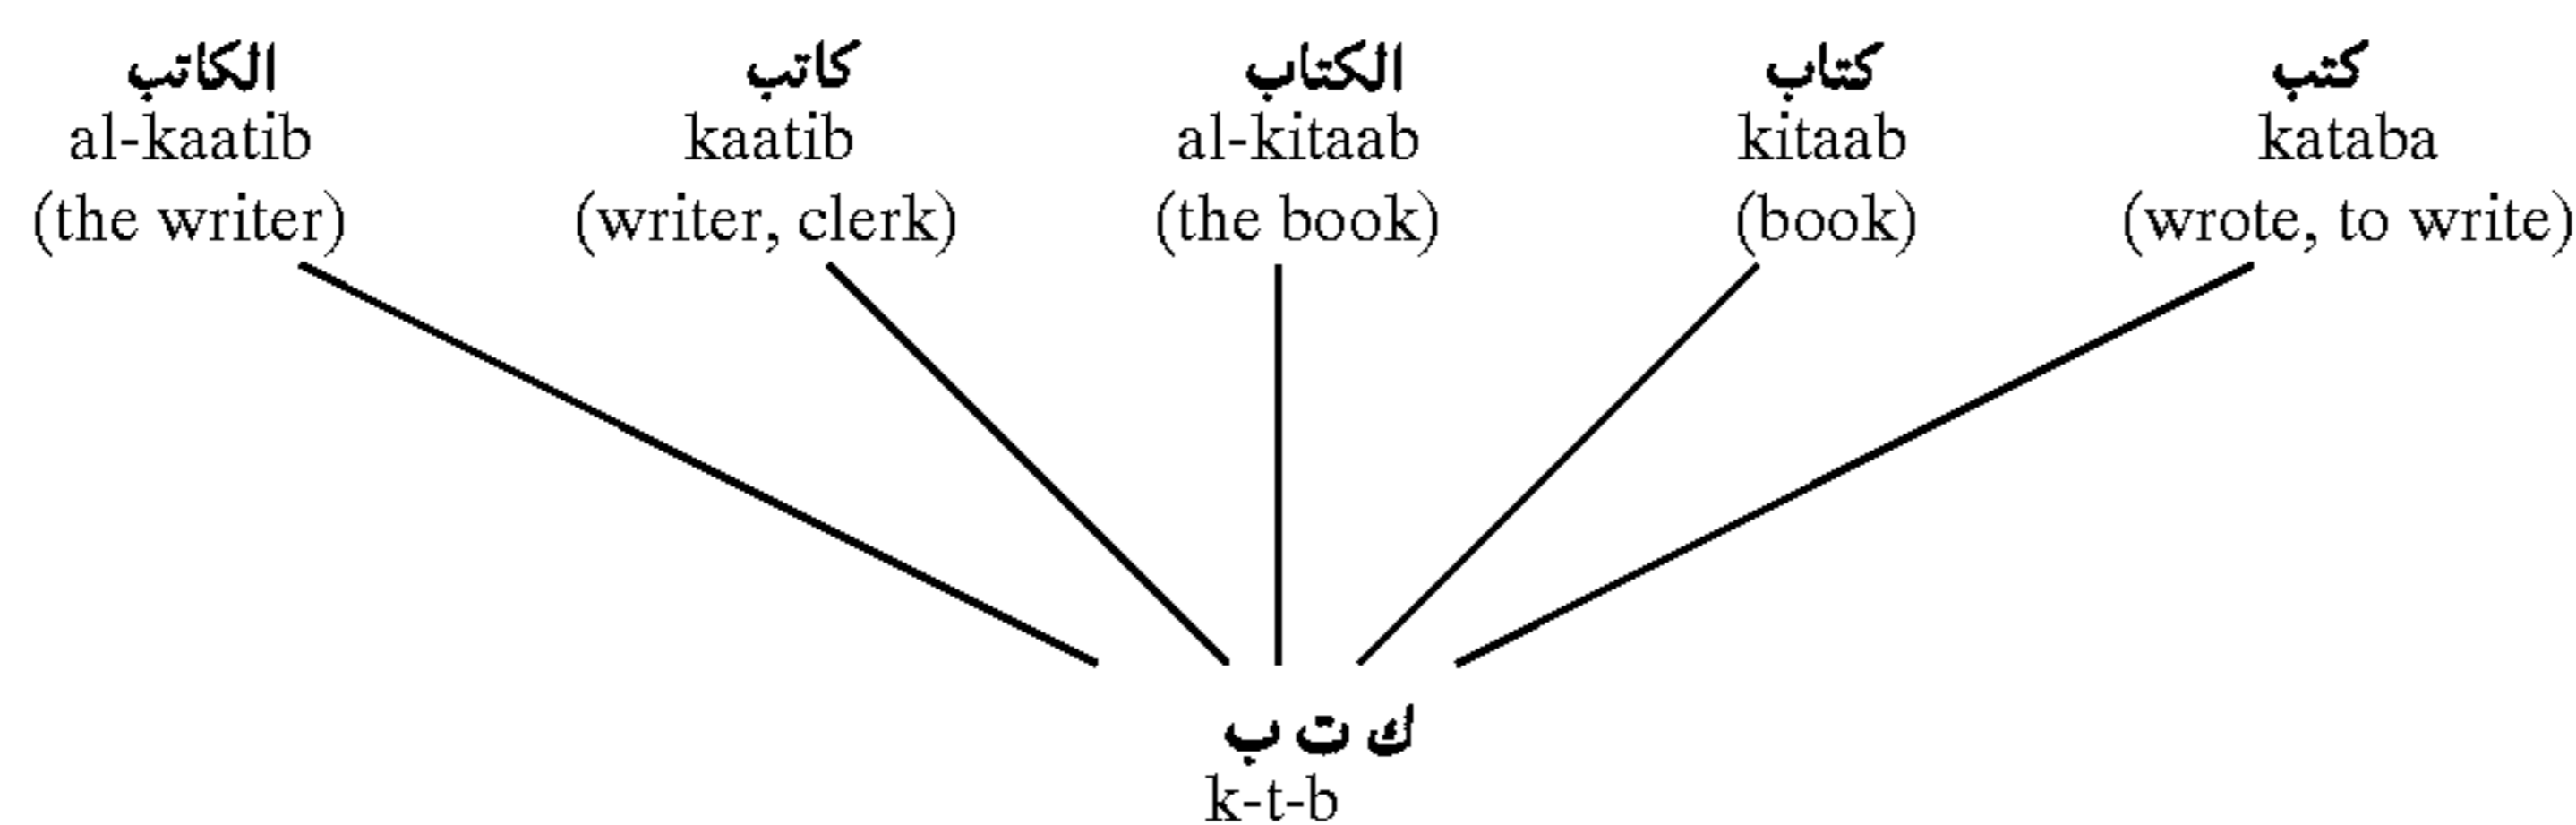 الكاتب كاتب الكتاب كتاب كتب
al-kaatib kaatib al-kitaab kitaab kataba
(the writer) (writer, clerk) (the book) (book) (wrote, to write)
ك ت ب
k-t-b